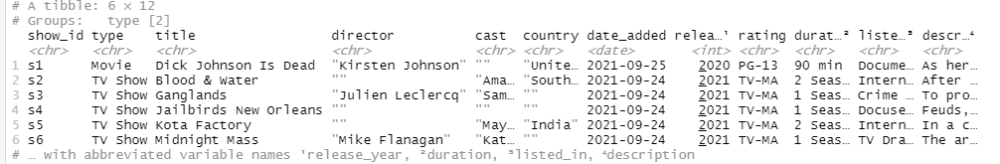 # A tibble: 6 × 12
# Groups:   type [2]
  show_id type    title                 director          cast  country date_added relea…¹ rating durat…² liste…³ descr…⁴
  <chr>   <chr>   <chr>                 <chr>             <chr> <chr>   <date>       <int> <chr>  <chr>   <chr>   <chr>
1 s1      Movie   Dick Johnson Is Dead  "Kirsten Johnson" ""    "Unite… 2021-09-25    2020 PG-13  90 min  Docume… As her…
2 s2      TV Show Blood & Water         ""                "Ama… "South… 2021-09-24    2021 TV-MA  2 Seas… Intern… After …
3 s3      TV Show Ganglands             "Julien Leclercq" "Sam… ""      2021-09-24    2021 TV-MA  1 Seas… Crime … To pro…
4 s4      TV Show Jailbirds New Orleans ""                ""    ""      2021-09-24    2021 TV-MA  1 Seas… Docuse… Feuds,…
5 s5      TV Show Kota Factory          ""                "May… "India" 2021-09-24    2021 TV-MA  2 Seas… Intern… In a c…
6 s6      TV Show Midnight Mass         "Mike Flanagan"   "Kat… ""      2021-09-24    2021 TV-MA  1 Seas… TV Dra… The ar…
# … with abbreviated variable names ¹release_year, ²duration, ³listed_in, ⁴description